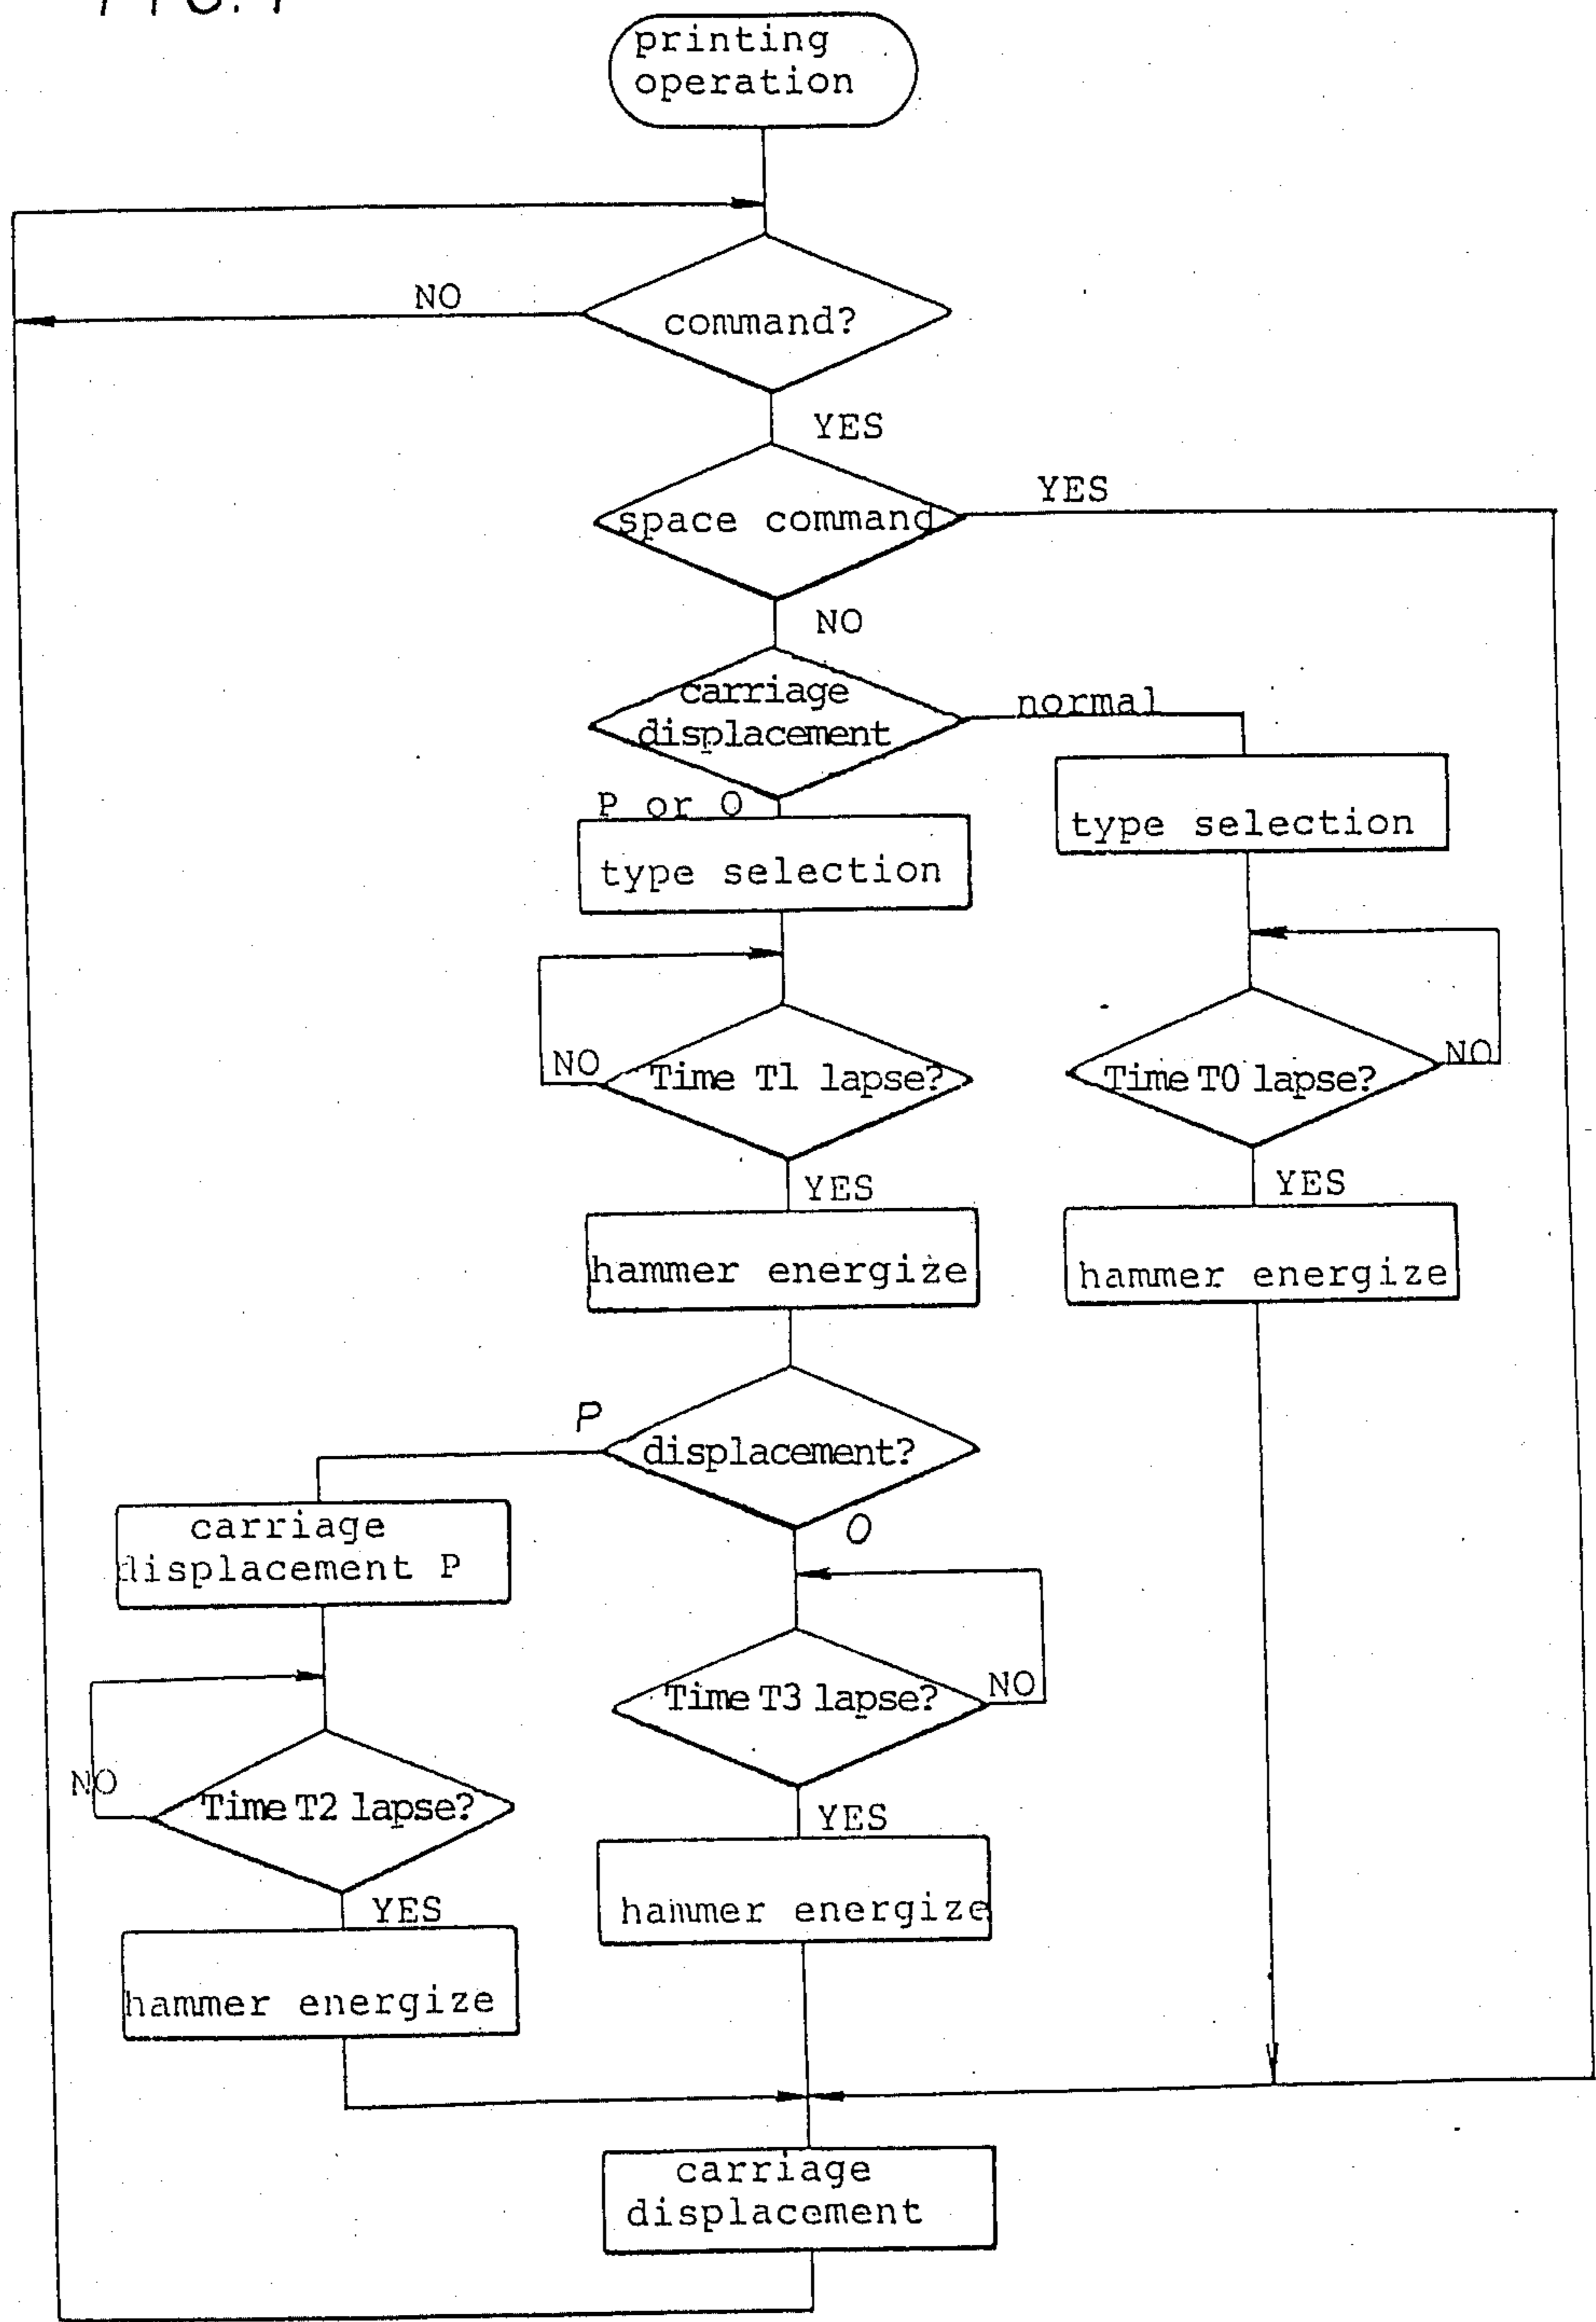 printing
operation
NO
command?
YES
space command
YES
NO
carriage
displacement
normal
P or O
type selection
type selection
NO
Time T1 lapse?
Time T0 lapse?
NO
YES
YES
hammer energize
hammer energize
P
displacement?
O
carriage
displacement P
Time T3 lapse?
NO
NO
Time T2 lapse?
YES
YES
hammer energize
hammer energize
carriage
displacement